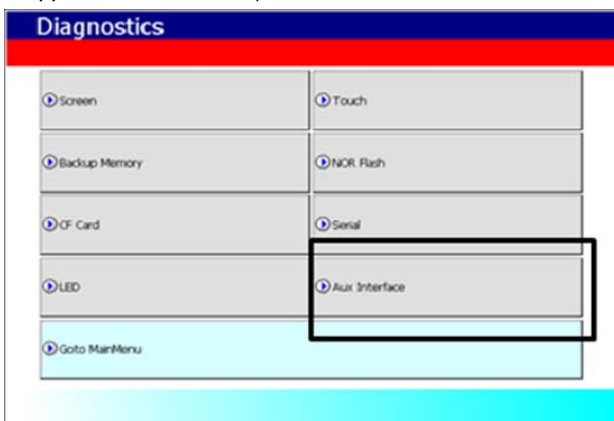 Diagnostics
Screen
Touch
Backup Memory
NOR Flash
CF Card
Serial
LED
Aux Interface
Goto MainMenu